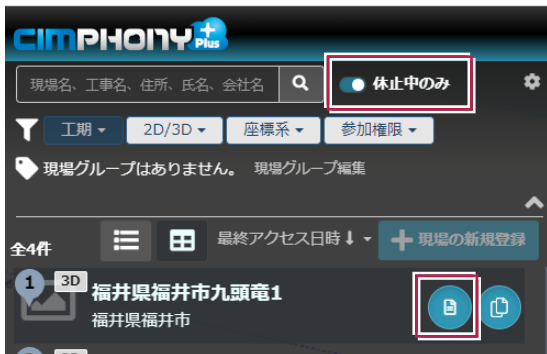 CIMPHONY Plus
現場名、工事名、住所、氏名、会社名 休止中のみ
工期 2D/3D 座標系 参加権限
現場グループはありません。 現場グループ編集
全4件 最終アクセス日時↓ +現場の新規登録
1 3D
福井県福井市九頭竜1
福井県福井市